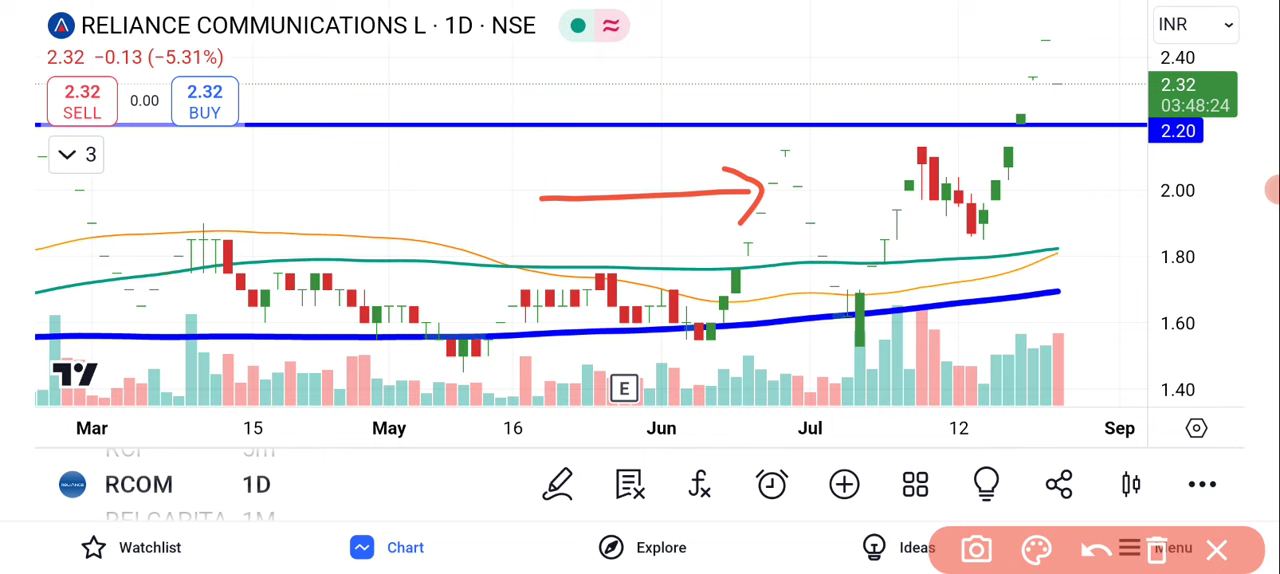 RELIANCE COMMUNICATIONS L · 1D · NSE
INR
2.32 −0.13 (−5.31%)
2.40
2.32
SELL
0.00
2.32
BUY
2.32
03:48:24
2.20
3
2.00
1.80
1.60
1.40
E
Mar 15 May 16 Jun Jul 12 Sep
RCOM 1D
fx
Watchlist
Chart
Explore
Ideas
Menu